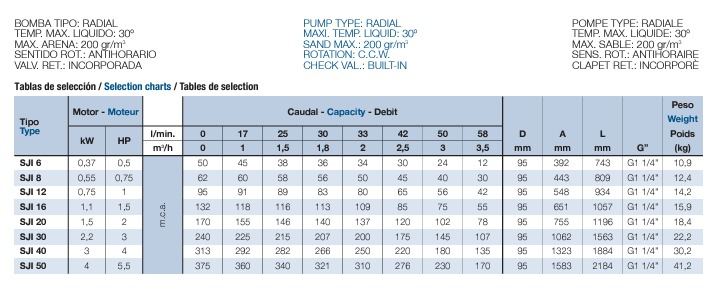 BOMBA TIPO: RADIAL
TEMP. MAX. LIQUIDO: 30º
MAX. ARENA: 200 gr/m³
SENTIDO ROT.: ANTIHORARIO
VALV. RET.: INCORPORADA
PUMP TYPE: RADIAL
MAXI. TEMP. LIQUID: 30º
SAND MAX.: 200 gr/m³
ROTATION: C.C.W.
CHECK VAL.: BUILT-IN
POMPE TYPE: RADIALE
TEMP. MAX. LIQUIDE: 30º
MAX. SABLE: 200 gr/m³
SENS. ROT.: ANTIHORAIRE
CLAPET RET.: INCORPORÈ
Tablas de selección / Selection charts / Tables de selection
Tipo Type Motor - Moteur Caudal - Capacity - Debit Peso Weight Poids (kg)
kW HP l/min. 0 17 25 30 33 42 50 58 D mm A mm L mm G"
m³/h 0 1 1,5 1,8 2 2,5 3 3,5
m.c.a.
SJI 6 0,37 0,5 50 45 38 36 34 30 24 12 95 392 743 G1 1/4" 10,9
SJI 8 0,55 0,75 62 60 58 56 50 45 40 30 95 443 809 G1 1/4" 12,4
SJI 12 0,75 1 95 91 89 83 80 65 56 42 95 548 934 G1 1/4" 14,2
SJI 16 1,1 1,5 132 118 116 113 109 85 75 55 95 651 1057 G1 1/4" 15,9
SJI 20 1,5 2 170 155 146 140 137 120 102 78 95 755 1196 G1 1/4" 18,4
SJI 30 2,2 3 240 225 215 207 200 175 145 107 95 1062 1563 G1 1/4" 22,2
SJI 40 3 4 313 292 282 266 250 220 180 135 95 1323 1884 G1 1/4" 30,2
SJI 50 4 5,5 375 360 340 321 310 276 230 170 95 1583 2184 G1 1/4" 41,2